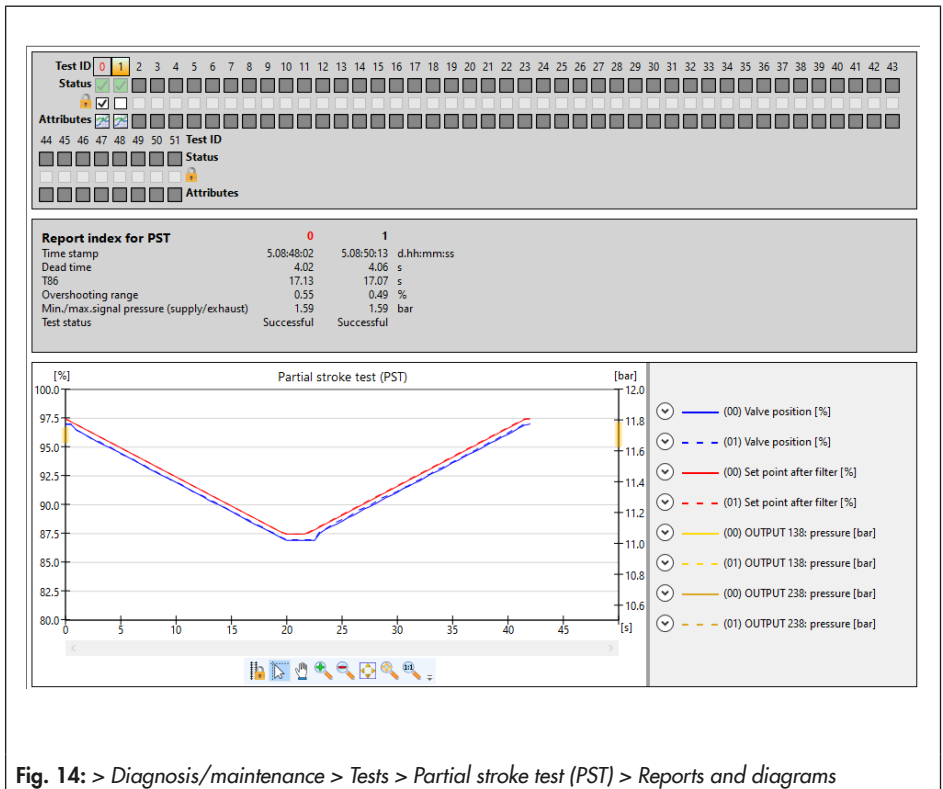 Test ID 0 1 2 3 4 5 6 7 8 9 10 11 12 13 14 15 16 17 18 19 20 21 22 23 24 25 26 27 28 29 30 31 32 33 34 35 36 37 38 39 40 41 42 43
Status
Attributes
44 45 46 47 48 49 50 51 Test ID
Status
Attributes
Report index for PST 0 1
Time stamp 5.08:48:02 5.08:50:13 d.hh:mm:ss
Dead time 4.02 4.06 s
T86 17.13 17.07 s
Overshooting range 0.55 0.49 %
Min./max.signal pressure (supply/exhaust) 1.59 1.59 bar
Test status Successful Successful
[%] Partial stroke test (PST) [bar]
100.0 12.0
97.5 11.8
95.0 11.6
92.5 11.4
90.0 11.2
87.5 11.0
85.0
82.5 10.6
80.0
0 5 10 15 20 25 30 35 40 45 [s]
(00) Valve position [%]
(01) Valve position [%]
(00) Set point after filter [%]
(01) Set point after filter [%]
(00) OUTPUT 138: pressure [bar]
(01) OUTPUT 138: pressure [bar]
(00) OUTPUT 238: pressure [bar]
(01) OUTPUT 238: pressure [bar]
1:1
Fig. 14: > Diagnosis/maintenance > Tests > Partial stroke test (PST) > Reports and diagrams